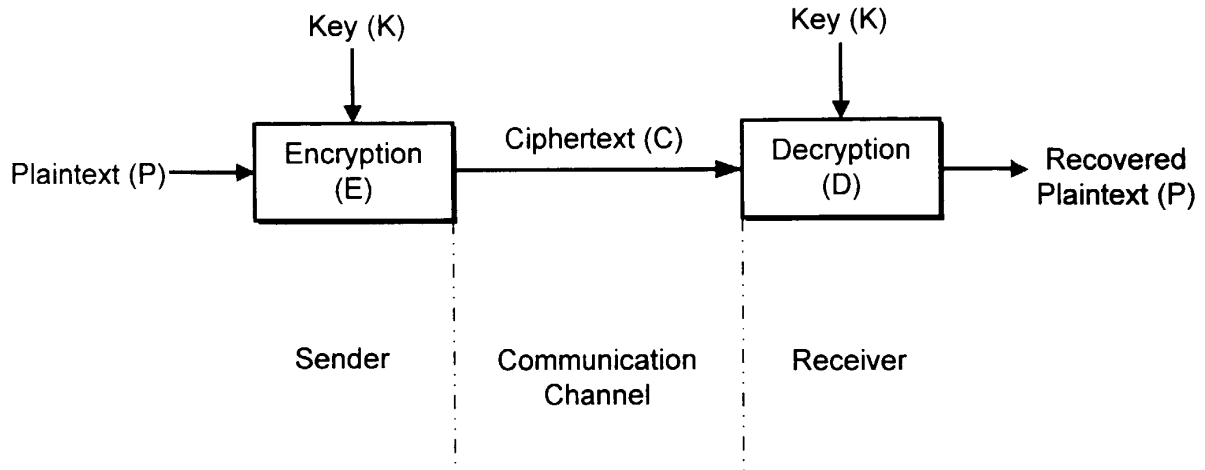 Key (K)
Key (K)
Plaintext (P)
Encryption
(E)
Ciphertext (C)
Decryption
(D)
Recovered
Plaintext (P)
Sender
Communication
Channel
Receiver